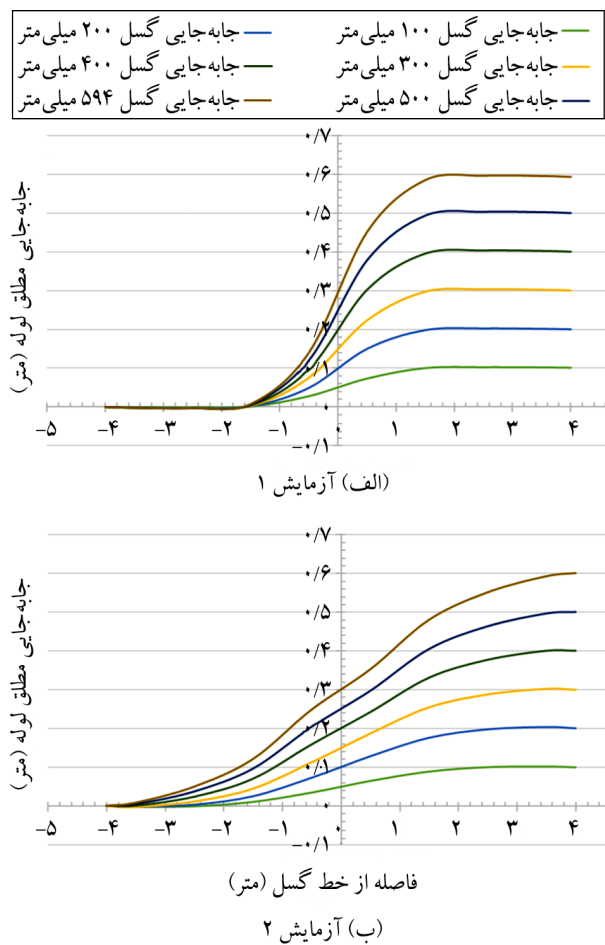 جابه‌جایی گسل ۱۰۰ میلی‌متر
جابه‌جایی گسل ۲۰۰ میلی‌متر
جابه‌جایی گسل ۳۰۰ میلی‌متر
جابه‌جایی گسل ۴۰۰ میلی‌متر
جابه‌جایی گسل ۵۰۰ میلی‌متر
جابه‌جایی گسل ۵۹۴ میلی‌متر
جابه‌جایی مطلق لوله (متر)
۰/۷
۰/۶
۰/۵
۰/۴
۰/۳
۰/۲
۰/۱
−۵ −۴ −۳ −۲ −۱ ۰ ۱ ۲ ۳ ۴
−۰/۱
(الف) آزمایش ۱
جابه‌جایی مطلق لوله (متر)
۰/۷
۰/۶
۰/۵
۰/۴
۰/۳
۰/۲
۰/۱
−۵ −۴ −۳ −۲ −۱ ۰ ۱ ۲ ۳ ۴
−۰/۱
فاصله از خط گسل (متر)
(ب) آزمایش ۲